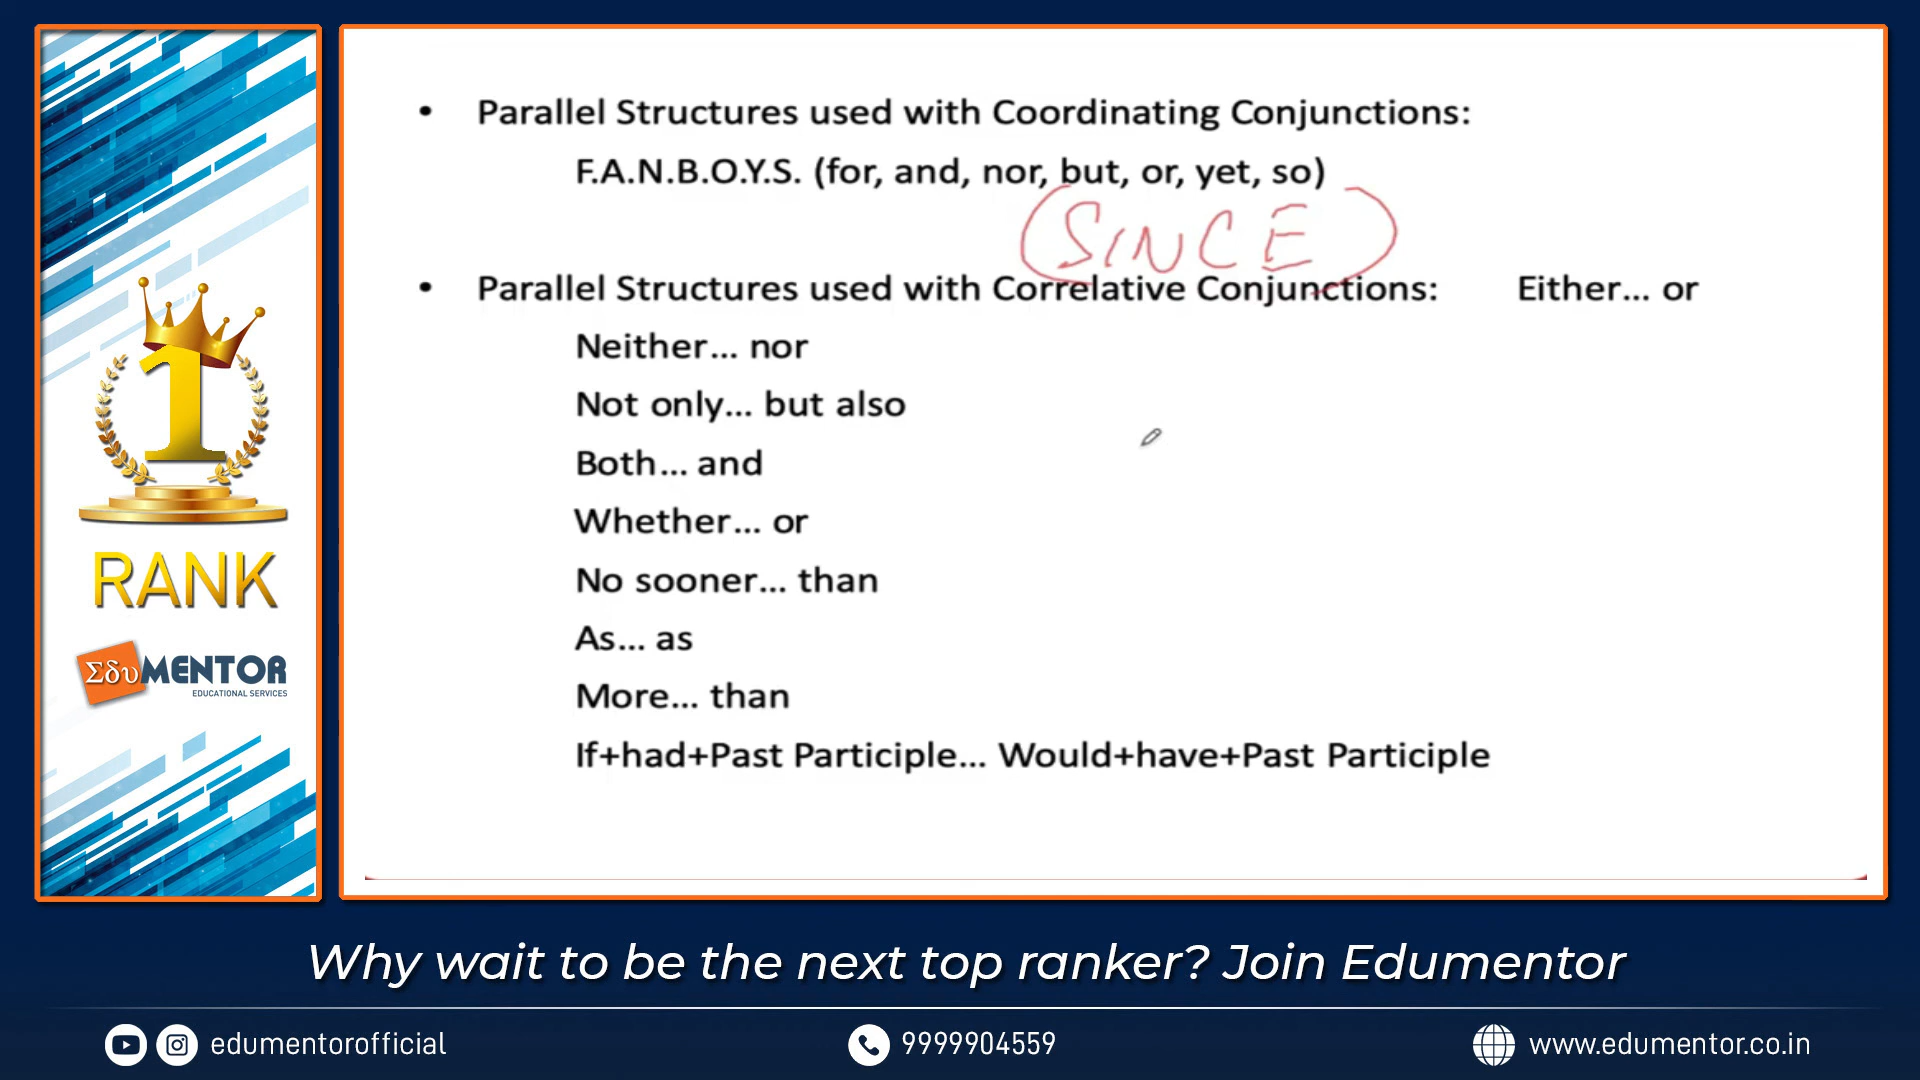 • Parallel Structures used with Coordinating Conjunctions:
F.A.N.B.O.Y.S. (for, and, nor, but, or, yet, so)
SINCE
• Parallel Structures used with Correlative Conjunctions: Either... or
Neither... nor
Not only... but also
Both... and
Whether... or
No sooner... than
As... as
More... than
If+had+Past Participle... Would+have+Past Participle
1
RANK
ΣδυMENTOR
EDUCATIONAL SERVICES
Why wait to be the next top ranker? Join Edumentor
edumentorofficial
9999904559
www.edumentor.co.in